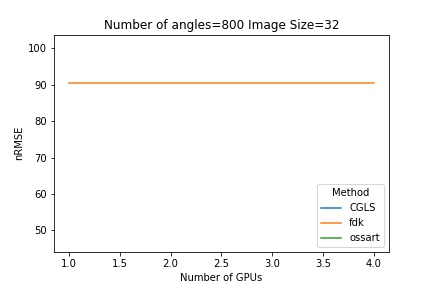 Number of angles=800 Image Size=32
100
90
80
70
60
50
nRMSE
1.0 1.5 2.0 2.5 3.0 3.5 4.0
Number of GPUs
Method
CGLS
fdk
ossart